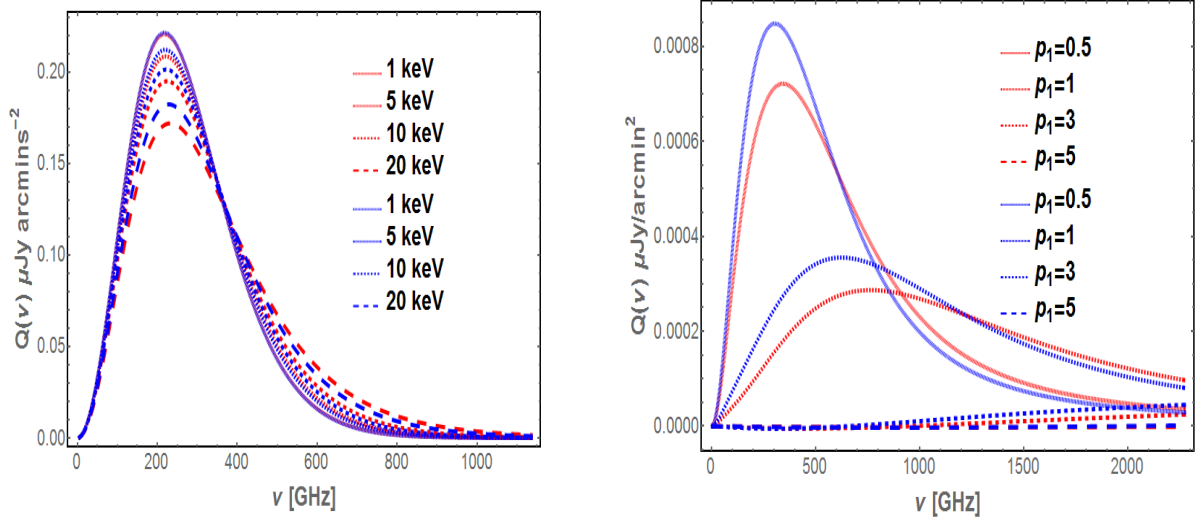 Q(ν) μJy arcmins⁻²
0.20
0.15
0.10
0.05
0.00
1 keV
5 keV
10 keV
20 keV
1 keV
5 keV
10 keV
20 keV
0
200
400
600
800
1000
ν [GHz]
Q(ν) μJy/arcmin²
0.0008
0.0006
0.0004
0.0002
0.0000
p₁=0.5
p₁=1
p₁=3
p₁=5
p₁=0.5
p₁=1
p₁=3
p₁=5
0
500
1000
1500
2000
ν [GHz]